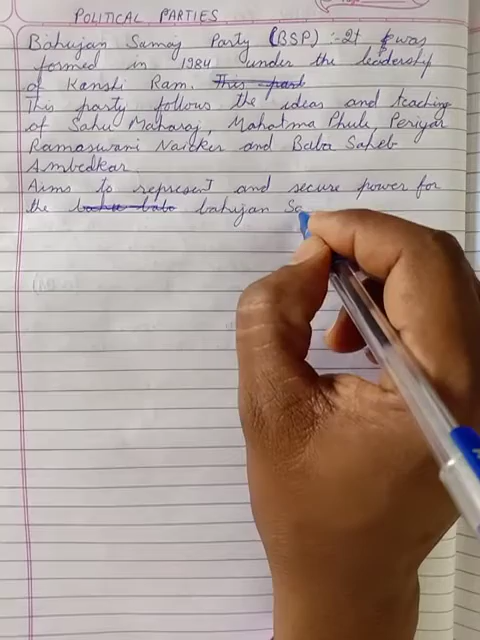 POLITICAL PARTIES
Bahujan Samaj Party (BSP) :- It was
formed in 1984 under the leadership
of Kanshi Ram. This part
This party follows the ideas and teaching
of Sahu Maharaj, Mahatma Phule, Periyar
Ramaswani Naicker and Baba Saheb
Ambedkar
Aims to represent and secure power for
the bahujan Sa